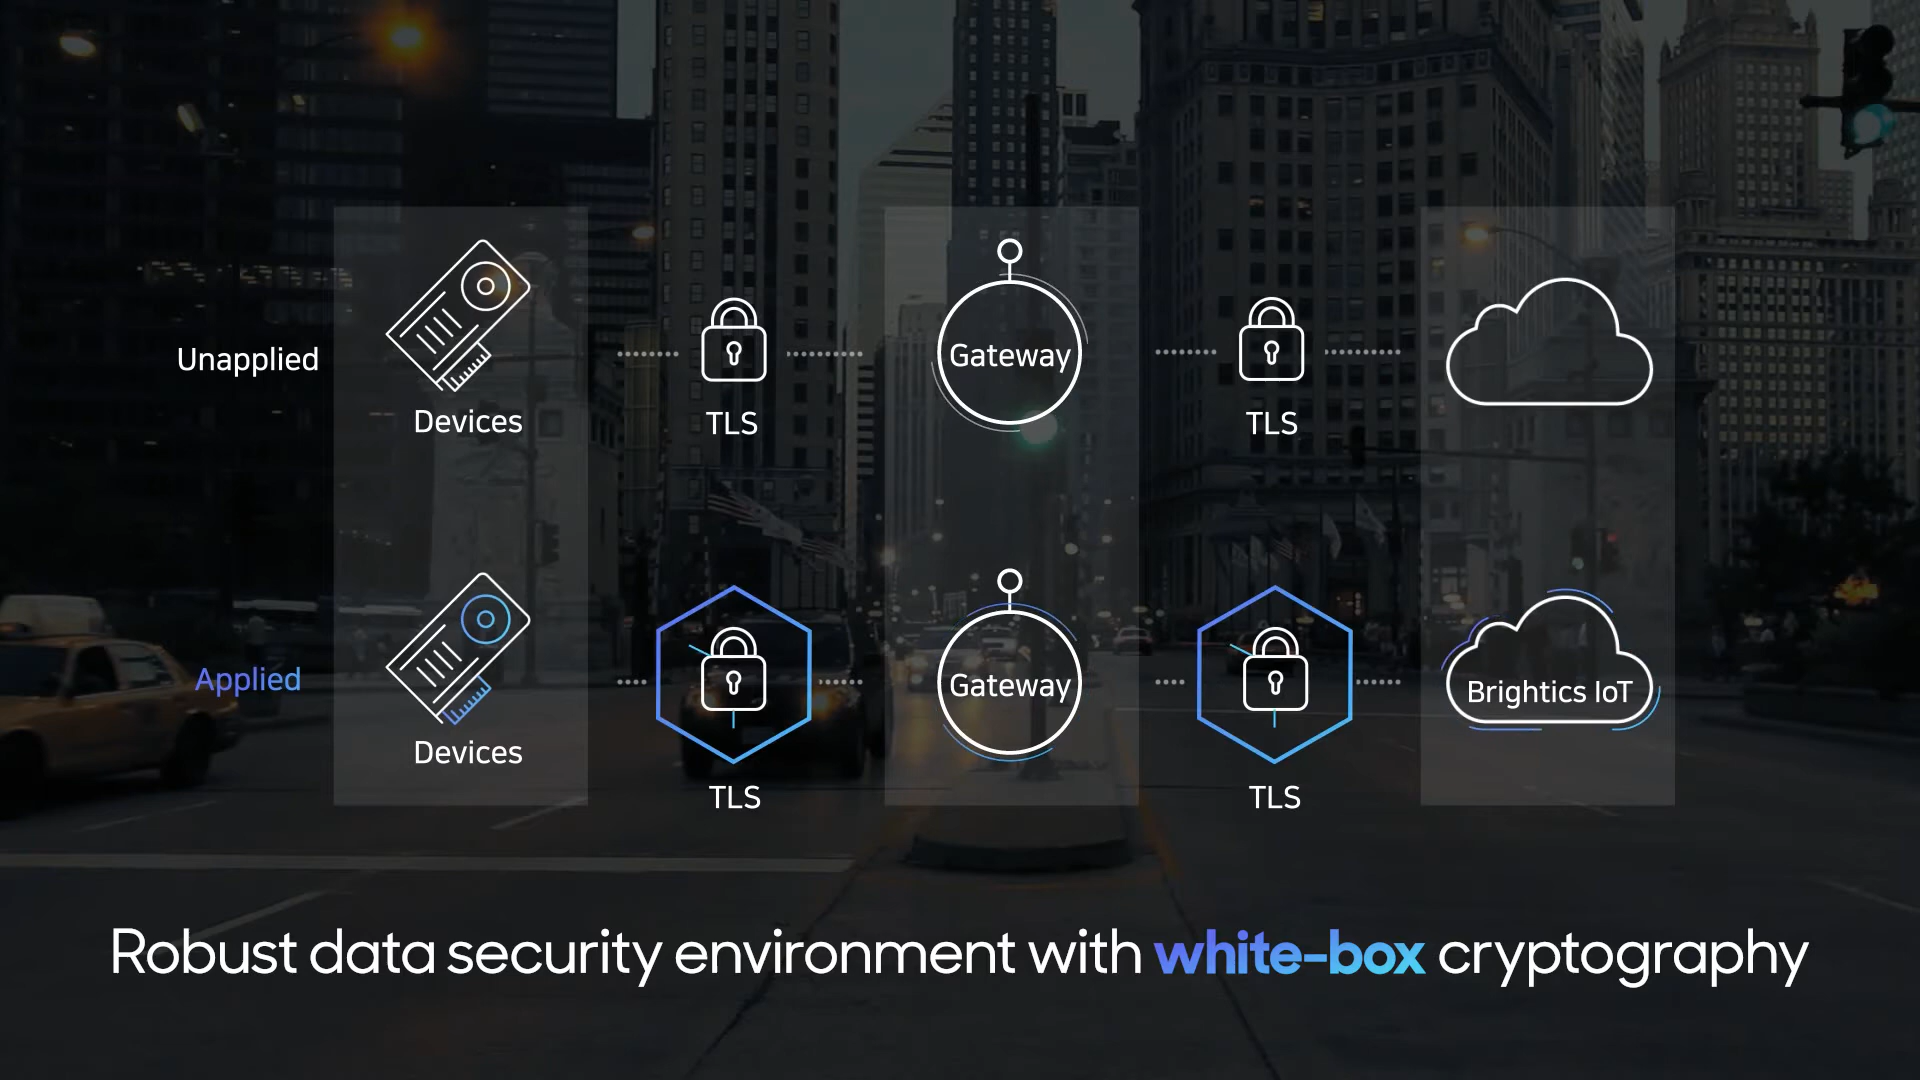 Unapplied
Devices
TLS
Gateway
TLS
Applied
Devices
TLS
Gateway
TLS
Brightics IoT
Robust data security environment with white-box cryptography